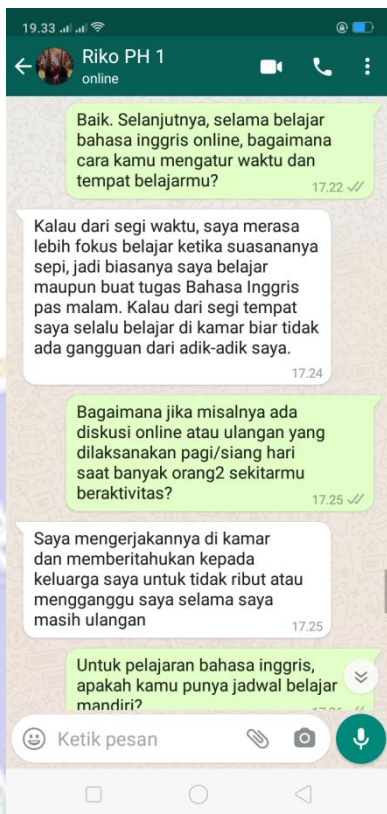 19.33
Riko PH 1
online
Baik. Selanjutnya, selama belajar
bahasa inggris online, bagaimana
cara kamu mengatur waktu dan
tempat belajarmu?
17.22
Kalau dari segi waktu, saya merasa
lebih fokus belajar ketika suasananya
sepi, jadi biasanya saya belajar
maupun buat tugas Bahasa Inggris
pas malam. Kalau dari segi tempat
saya selalu belajar di kamar biar tidak
ada gangguan dari adik-adik saya.
17.24
Bagaimana jika misalnya ada
diskusi online atau ulangan yang
dilaksanakan pagi/siang hari
saat banyak orang2 sekitarmu
beraktivitas?
17.25
Saya mengerjakannya di kamar
dan memberitahukan kepada
keluarga saya untuk tidak ribut atau
mengganggu saya selama saya
masih ulangan
17.25
Untuk pelajaran bahasa inggris,
apakah kamu punya jadwal belajar
mandiri?
Ketik pesan